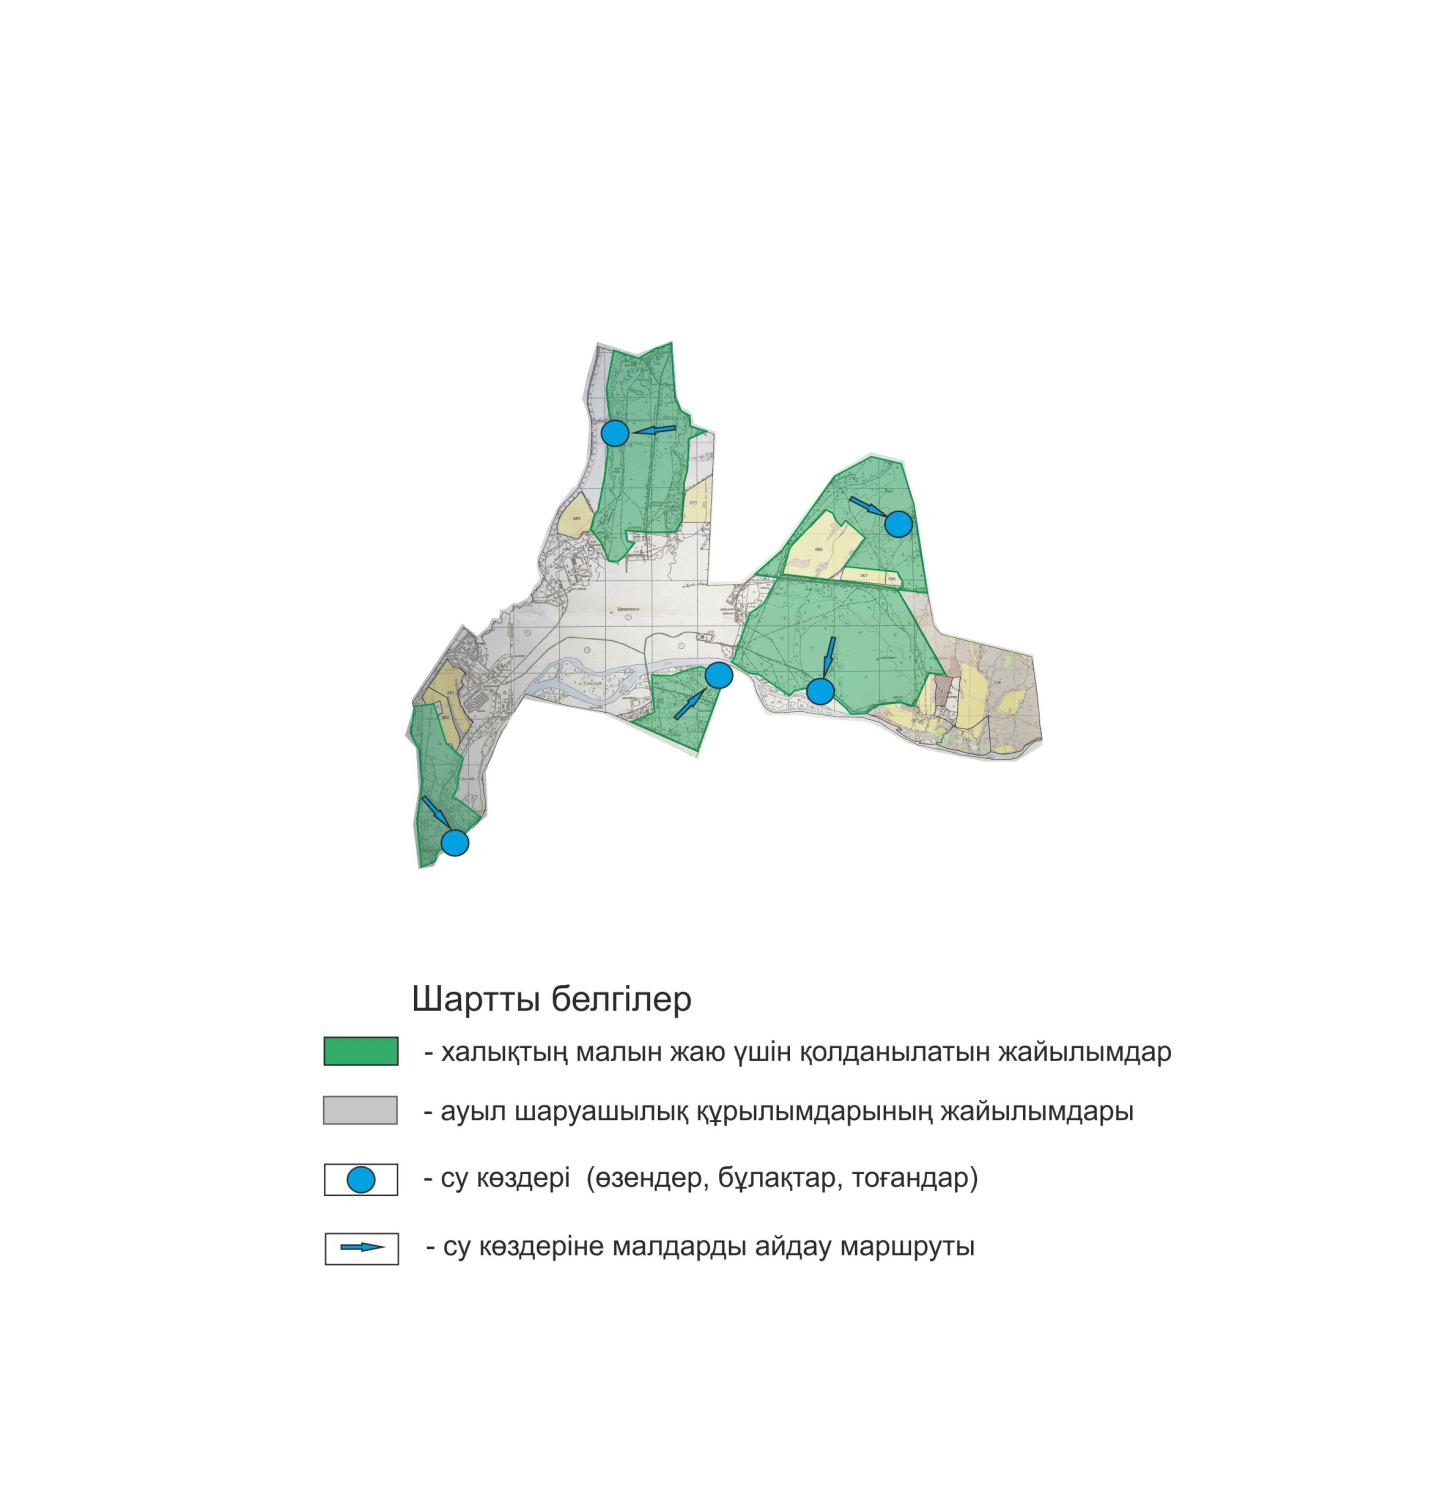 Шартты белгілер
- халықтың малын жаю үшін қолданылатын жайылымдар
- ауыл шаруашылық құрылымдарының жайылымдары
- су көздері (өзендер, бұлақтар, тоғандар)
- су көздеріне малдарды айдау маршруты